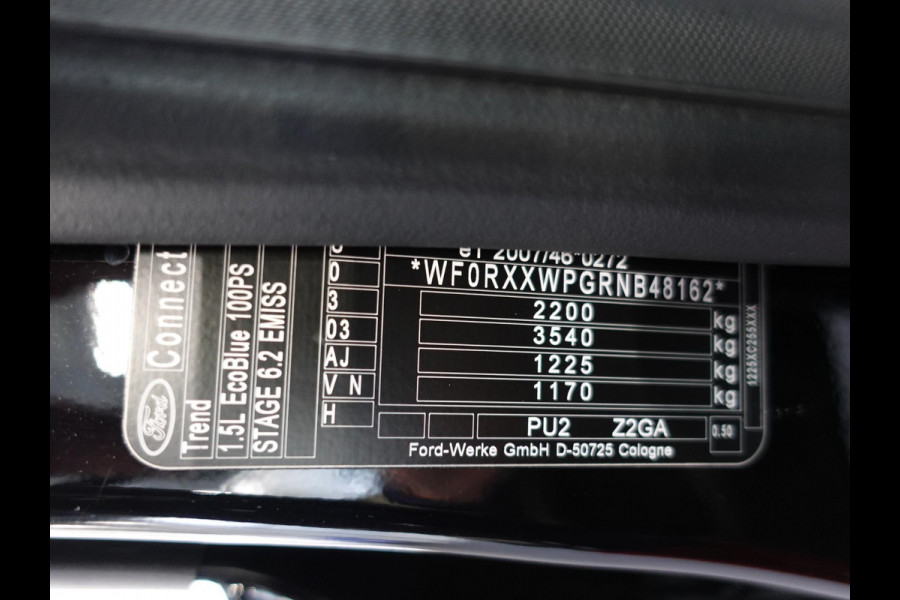 Ford Connect
Trend
1.5L EcoBlue 100PS
STAGE 6.2 EMISS
0
3
03
AJ
V N
H
e1 2007/46*0272
*WF0RXXWPGRNB48162*
2200 kg
3540 kg
1225 kg
1170 kg
PU2 Z2GA 0.50
Ford-Werke GmbH D-50725 Cologne
1225XC255XXX